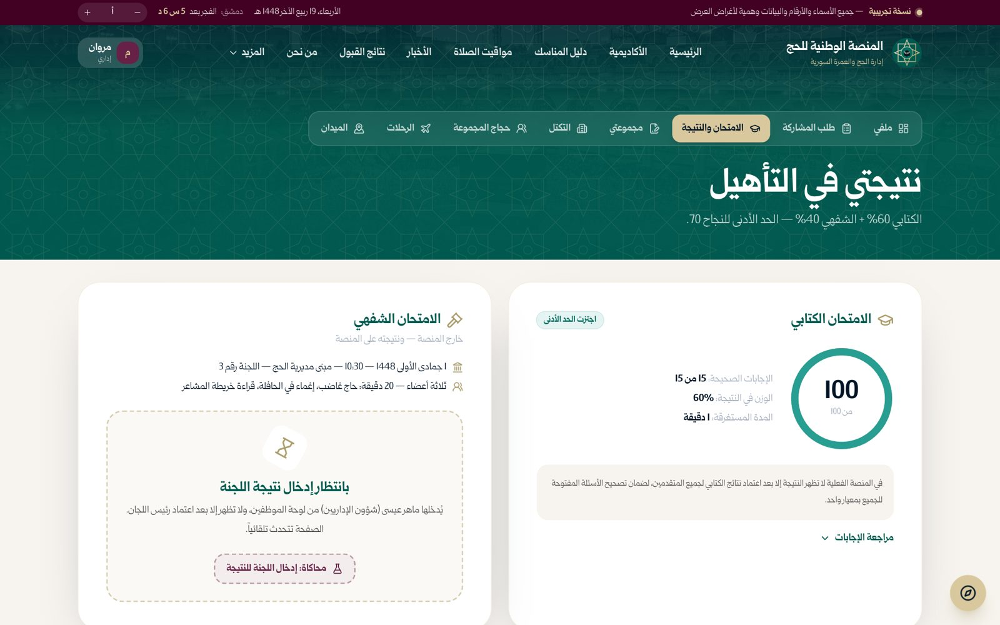 نسخة تجريبية — جميع الأسماء والأرقام والبيانات وهمية لأغراض العرض
الأربعاء، 19 ربيع الآخر 1448 هـ
دمشق: الفجر بعد 5 س 6 د
− أ +
المنصة الوطنية للحج
إدارة الحج والعمرة السورية
الرئيسية
الأكاديمية
دليل المناسك
مواقيت الصلاة
الأخبار
نتائج القبول
من نحن
المزيد
م
مروان
إداري
ملفي
طلب المشاركة
الامتحان والنتيجة
مجموعتي
التكتل
حجاج المجموعة
الرحلات
الميدان
نتيجتي في التأهيل
الكتابي 60% + الشفهي 40% — الحد الأدنى للنجاح 70.
الامتحان الكتابي
اجتزت الحد الأدنى
100
من 100
الإجابات الصحيحة: 15 من 15
الوزن في النتيجة: 60%
المدة المستغرقة: 1 دقيقة
في المنصة الفعلية لا تظهر النتيجة إلا بعد اعتماد نتائج الكتابي لجميع المتقدمين، لضمان تصحيح الأسئلة المفتوحة
للجميع بمعيار واحد.
مراجعة الإجابات
الامتحان الشفهي
خارج المنصة — ونتيجته على المنصة
1 جمادى الأولى 1448 — 10:30 — مبنى مديرية الحج — اللجنة رقم 3
ثلاثة أعضاء — 20 دقيقة: حاج غاضب، إغماء في الحافلة، قراءة خريطة المشاعر
بانتظار إدخال نتيجة اللجنة
يُدخلها ماهر عيسى (شؤون الإداريين) من لوحة الموظفين، ولا تظهر إلا بعد اعتماد رئيس اللجان.
الصفحة تتحدث تلقائياً.
محاكاة: إدخال اللجنة للنتيجة